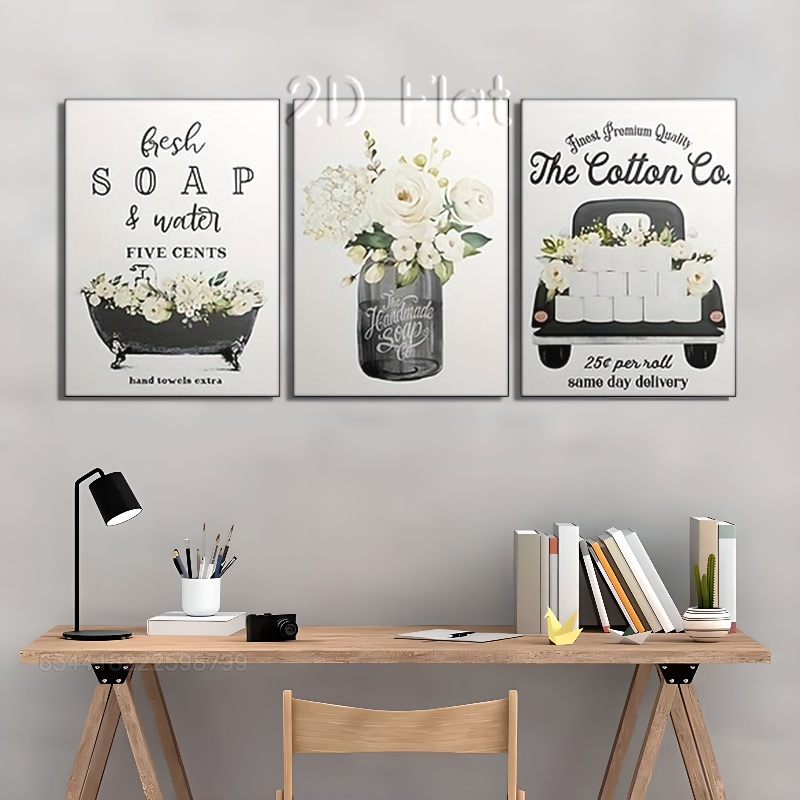 2D Flat
fresh
SOAP
& water
FIVE CENTS
hand towels extra
The
Handmade
Soap
Co.
Finest Premium Quality
The Cotton Co.
25¢ per roll
same day delivery